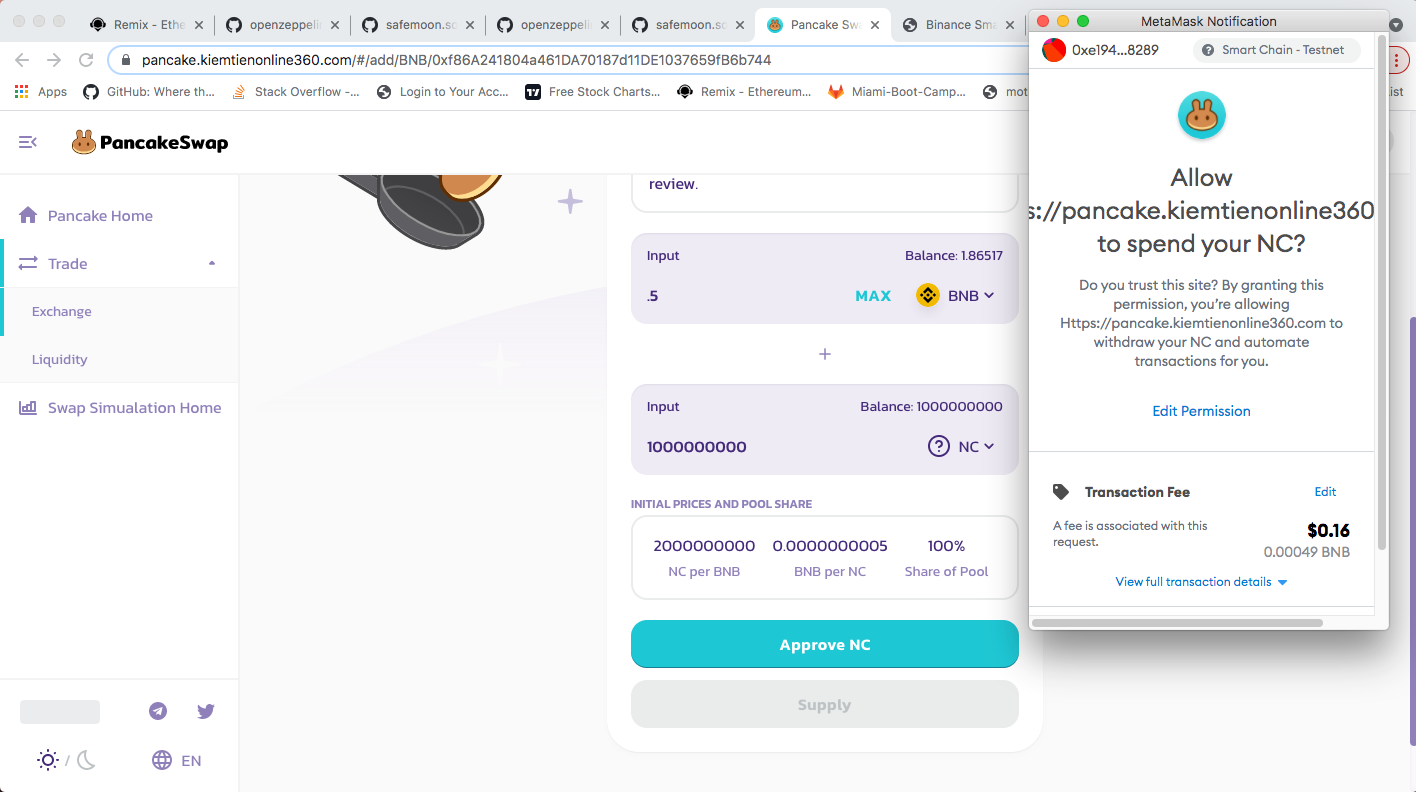 Remix - Ethe
openzeppelin
safemoon.so
openzeppelin
safemoon.so
Pancake Swa
Binance Sma
MetaMask Notification
pancake.kiemtienonline360.com/#/add/BNB/0xf86A241804a461DA70187d11DE1037659fB6b744
Apps
GitHub: Where th...
Stack Overflow -...
Login to Your Acc...
Free Stock Charts...
Remix - Ethereum...
Miami-Boot-Camp...
mot
ist
PancakeSwap
Pancake Home
Trade
Exchange
Liquidity
Swap Simualation Home
EN
review.
Input
Balance: 1.86517
.5
MAX
BNB
+
Input
Balance: 1000000000
1000000000
NC
INITIAL PRICES AND POOL SHARE
2000000000
0.0000000005
100%
NC per BNB
BNB per NC
Share of Pool
Approve NC
Supply
0xe194...8289
Smart Chain - Testnet
Allow
s://pancake.kiemtienonline360
to spend your NC?
Do you trust this site? By granting this
permission, you're allowing
Https://pancake.kiemtienonline360.com to
withdraw your NC and automate
transactions for you.
Edit Permission
Transaction Fee
Edit
A fee is associated with this
request.
$0.16
0.00049 BNB
View full transaction details